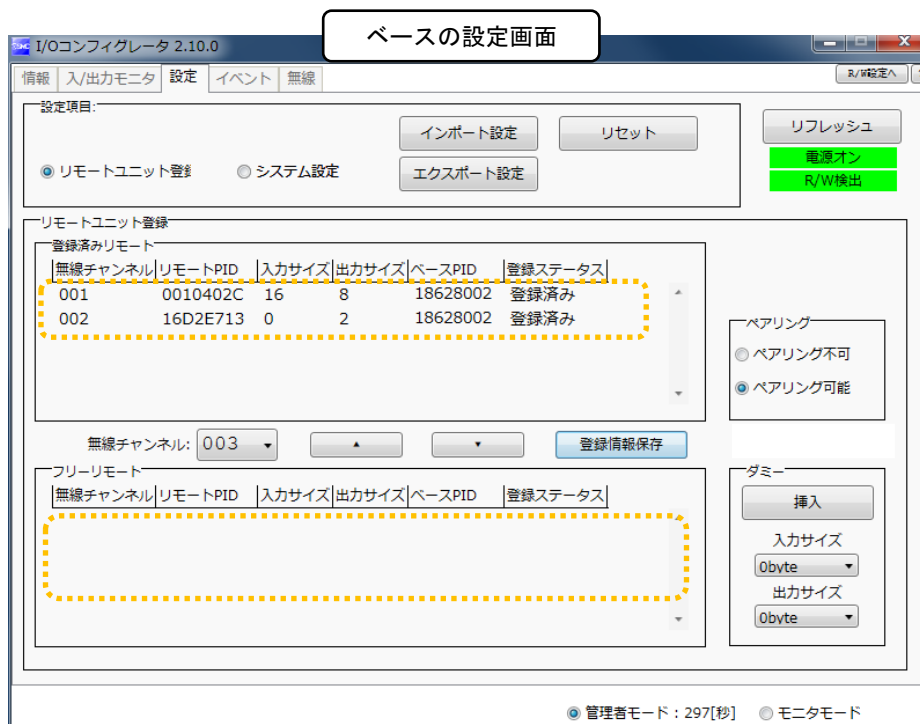 ベースの設定画面
I/Oコンフィグレータ 2.10.0
情報 入/出力モニタ 設定 イベント 無線
R/W設定へ
設定項目:
インポート設定 リセット リフレッシュ
電源オン
リモートユニット登録 システム設定 エクスポート設定
R/W検出
リモートユニット登録
登録済みリモート
無線チャンネル リモートPID 入力サイズ 出力サイズ ベースPID 登録ステータス
001 0010402C 16 8 18628002 登録済み
002 16D2E713 0 2 18628002 登録済み
ペアリング
ペアリング不可
ペアリング可能
無線チャンネル: 003 ▲ ▼ 登録情報保存
フリーリモート
無線チャンネル リモートPID 入力サイズ 出力サイズ ベースPID 登録ステータス
ダミー
挿入
入力サイズ
0byte
出力サイズ
0byte
管理者モード:297[秒] モニタモード